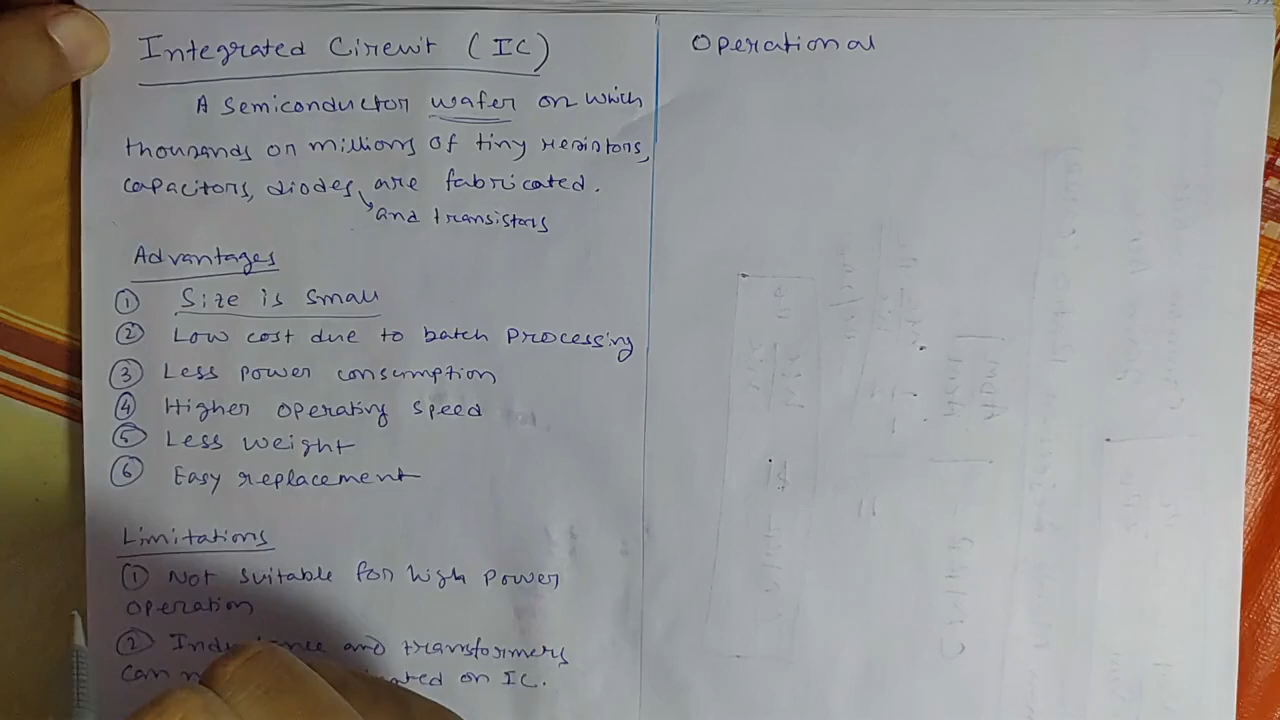 Integrated Circuit (IC)
A Semiconductor wafer on which
thousands or millions of tiny resistors,
capacitors, diodes, are fabricated.
and transistors
Advantages
① Size is small
② Low cost due to batch processing
③ Less power consumption
④ Higher operating speed
⑤ Less weight
⑥ Easy replacement
Limitations
① Not suitable for high power
operation
② and transformers
can on IC.
Operational